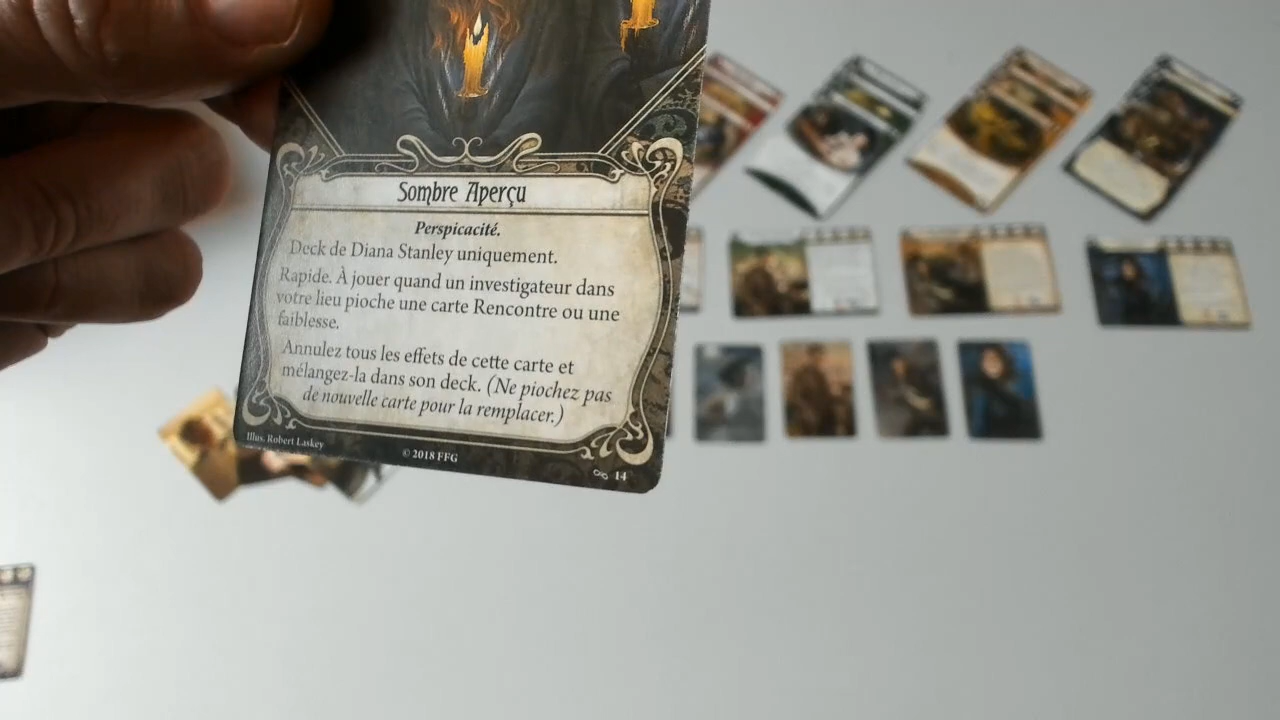 Sombre Aperçu
Perspicacité.
Deck de Diana Stanley uniquement.
Rapide. À jouer quand un investigateur dans
votre lieu pioche une carte Rencontre ou une
faiblesse.
Annulez tous les effets de cette carte et
mélangez-la dans son deck. (Ne piochez pas
de nouvelle carte pour la remplacer.)
Illus. Robert Laskey
© 2018 FFG
14